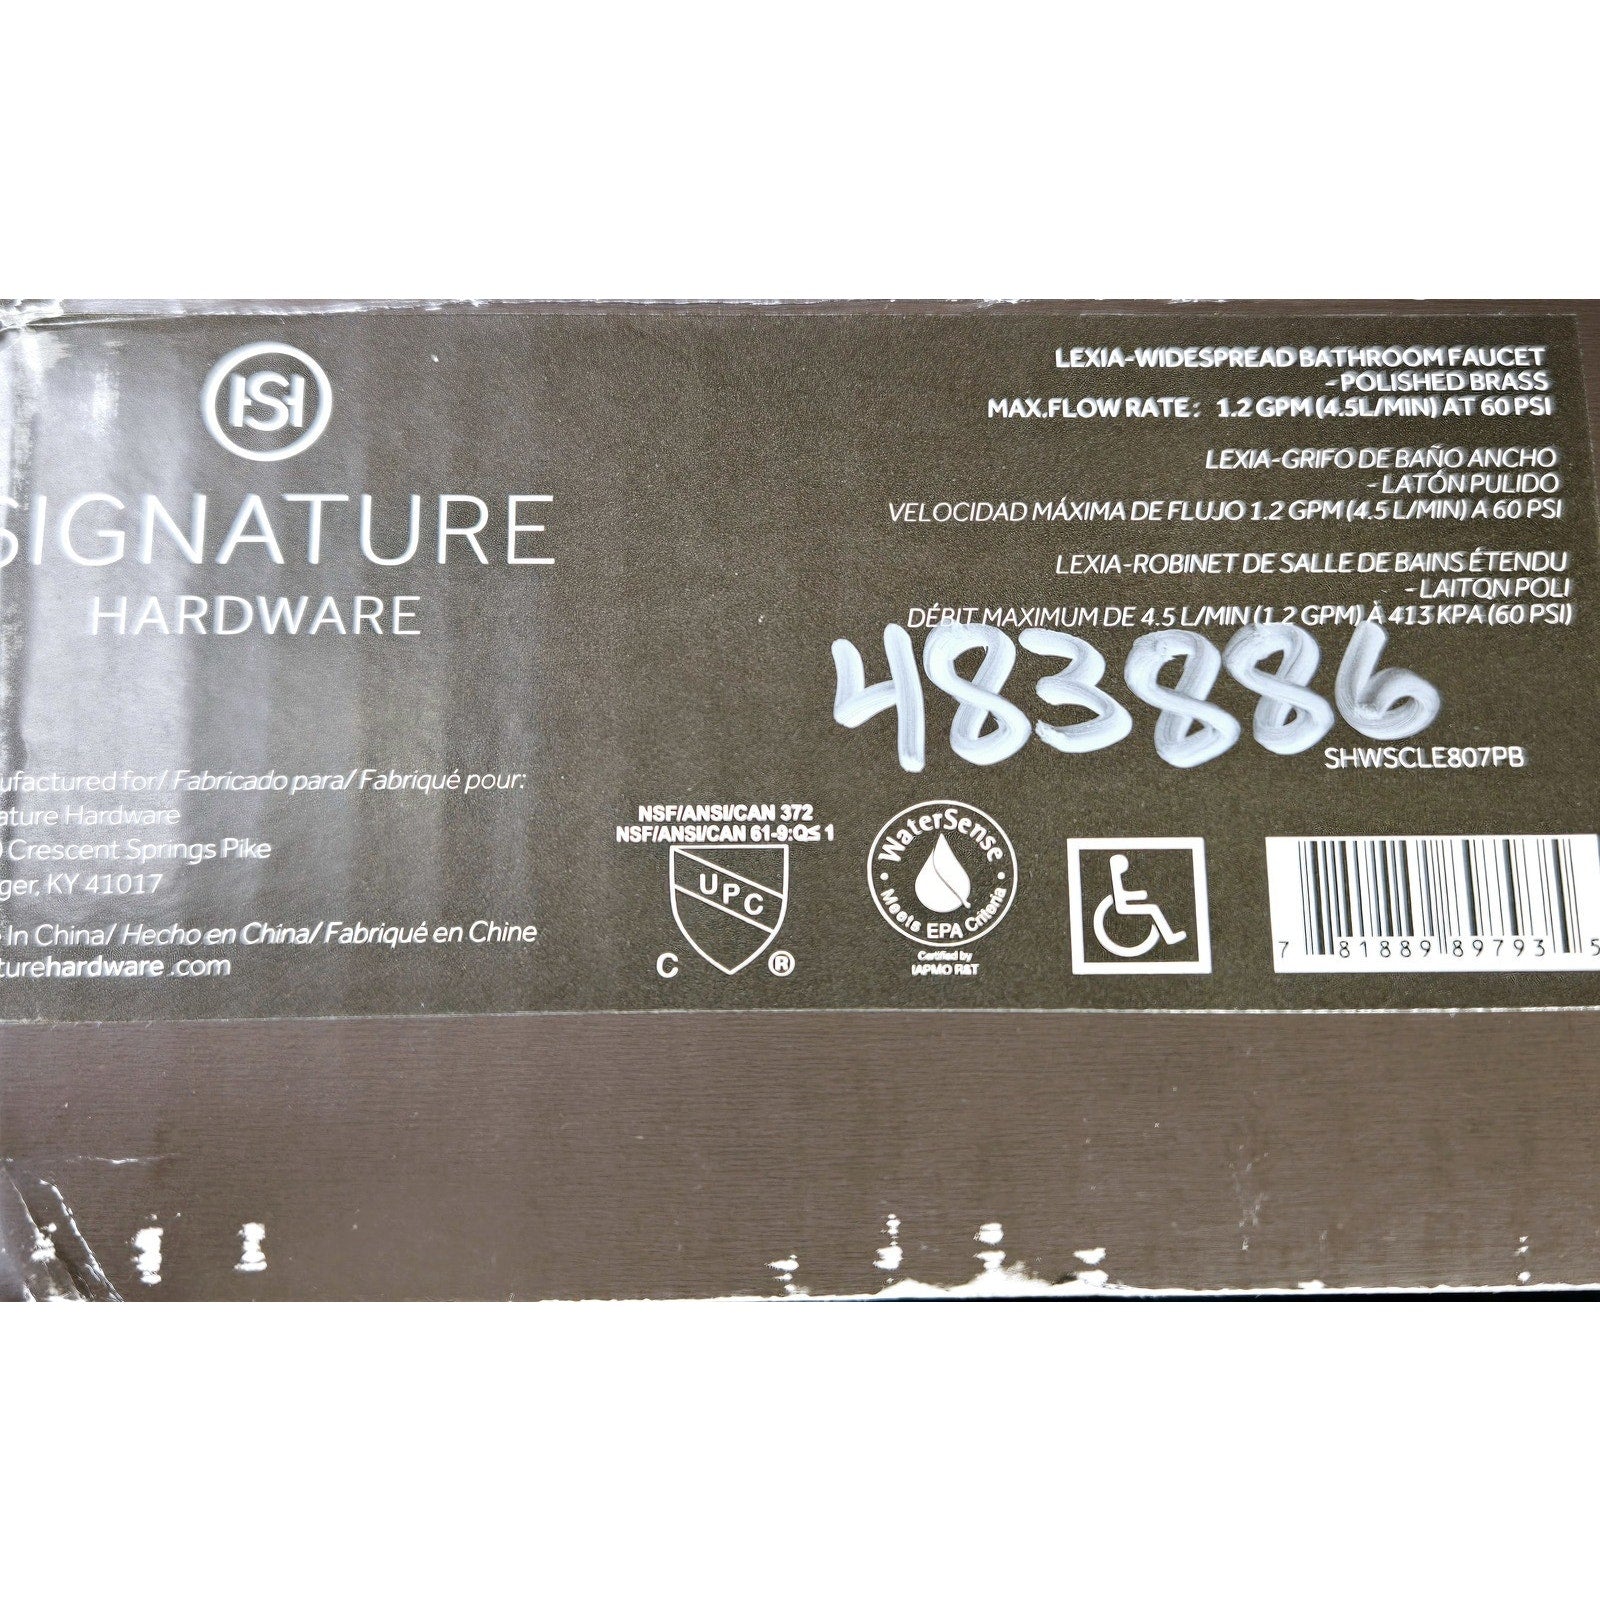 SH
SIGNATURE
HARDWARE
LEXIA-WIDESPREAD BATHROOM FAUCET
-POLISHED BRASS
MAX.FLOW RATE: 1.2 GPM (4.5L/MIN) AT 60 PSI
LEXIA-GRIFO DE BAÑO ANCHO
-LATÓN PULIDO
VELOCIDAD MÁXIMA DE FLUJO 1.2 GPM (4.5 L/MIN) A 60 PSI
LEXIA-ROBINET DE SALLE DE BAINS ÉTENDU
-LAITON POLI
DÉBIT MAXIMUM DE 4.5 L/MIN (1.2 GPM) À 413 KPA (60 PSI)
483886
SHWSCLE807PB
ufactured for/ Fabricado para/ Fabriqué pour:
ature Hardware
Crescent Springs Pike
ger, KY 41017
In China/ Hecho en China/ Fabriqué en Chine
turehardware.com
NSF/ANSI/CAN 372
NSF/ANSI/CAN 61-9:Q≤ 1
UPC
C ®
WaterSense
Meets EPA Criteria
Certified by
IAPMO R&T
7 81889 89793 5